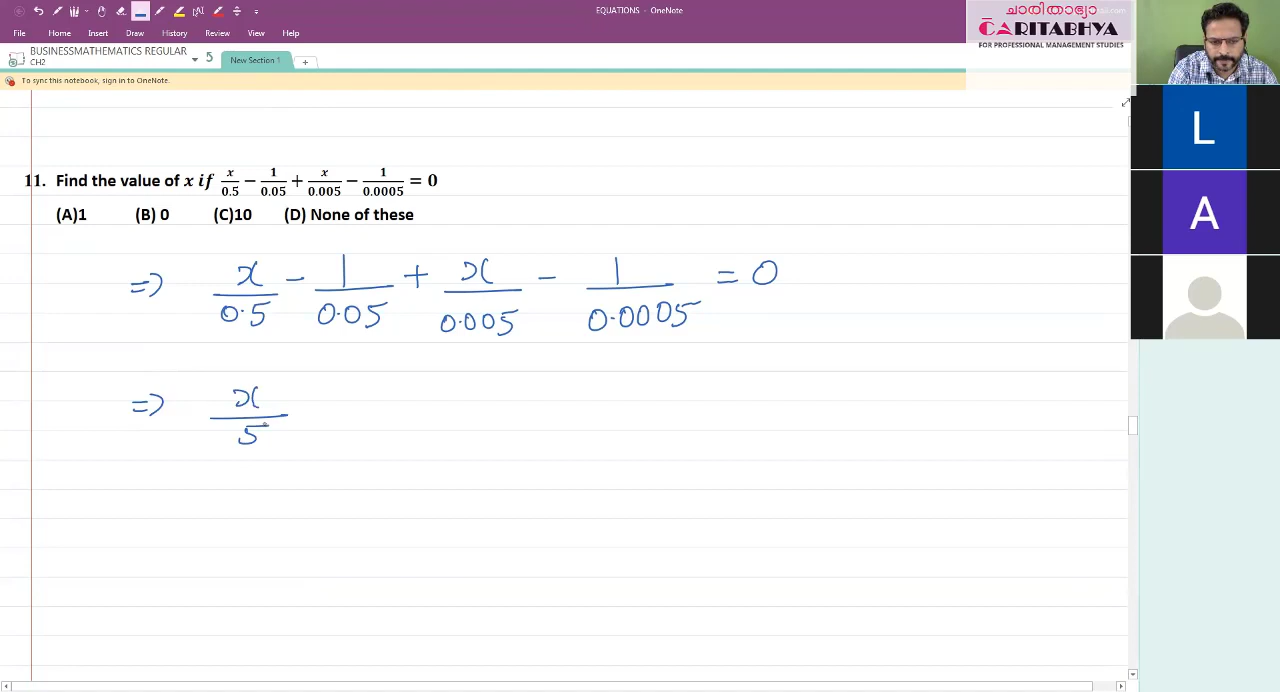 EQUATIONS - OneNote
File Home Insert Draw History Review View Help
ചാരിതാഭ്യാ
CARITABHYA
FOR PROFESSIONAL MANAGEMENT STUDIES
BUSINESSMATHEMATICS REGULAR
CH2
New Section 1
To sync this notebook, sign in to OneNote.
11. Find the value of x if x/0.5 − 1/0.05 + x/0.005 − 1/0.0005 = 0
(A)1 (B) 0 (C)10 (D) None of these
=> x/0.5 - 1/0.05 + x/0.005 - 1/0.0005 = 0
=> x/5
L
A